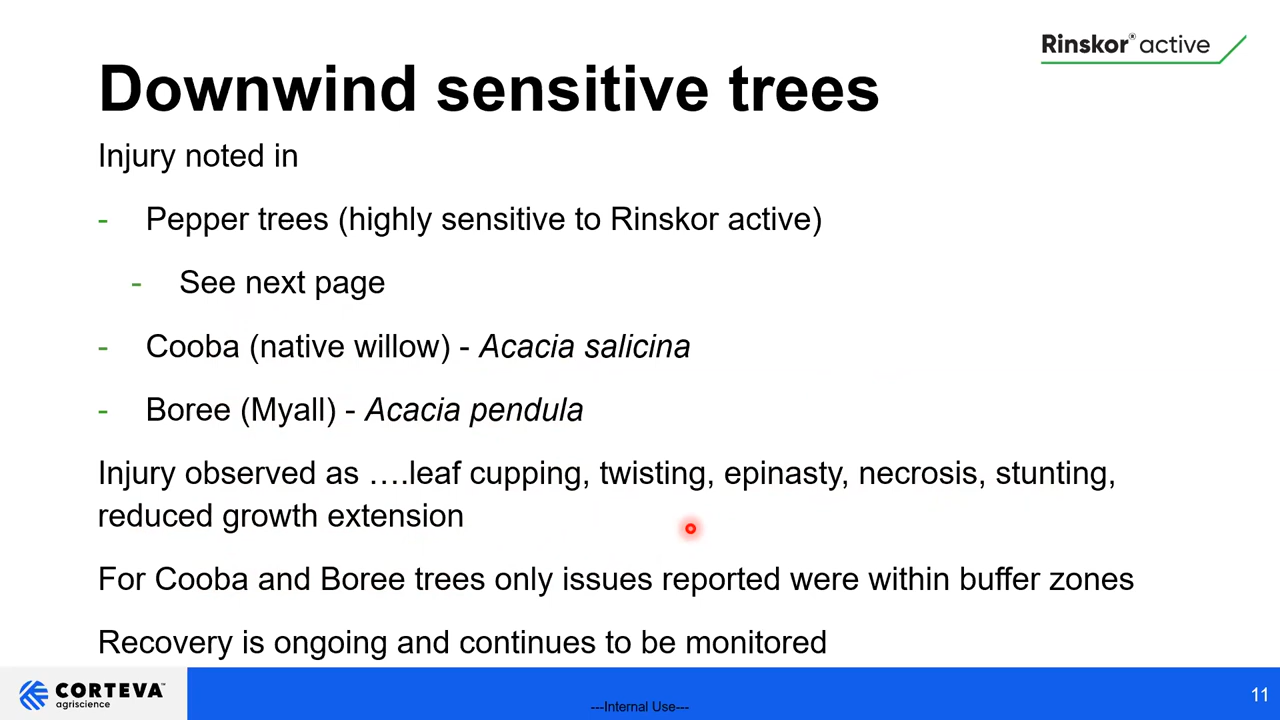 Rinskor® active
Downwind sensitive trees
Injury noted in
- Pepper trees (highly sensitive to Rinskor active)
- See next page
- Cooba (native willow) - Acacia salicina
- Boree (Myall) - Acacia pendula
Injury observed as ….leaf cupping, twisting, epinasty, necrosis, stunting,
reduced growth extension
For Cooba and Boree trees only issues reported were within buffer zones
Recovery is ongoing and continues to be monitored
CORTEVA™
agriscience
---Internal Use---
11